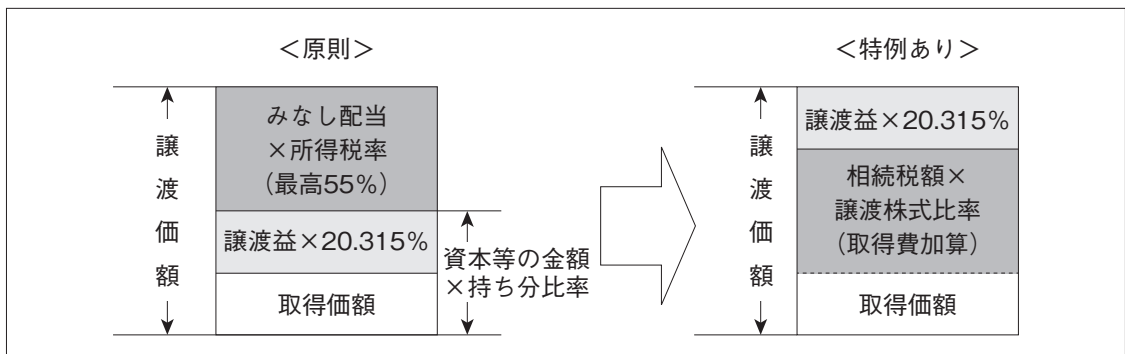 ＜原則＞
譲渡価額
みなし配当
×所得税率
（最高55%）
譲渡益×20.315%
取得価額
資本等の金額
×持ち分比率
＜特例あり＞
譲渡価額
譲渡益×20.315%
相続税額×
譲渡株式比率
（取得費加算）
取得価額